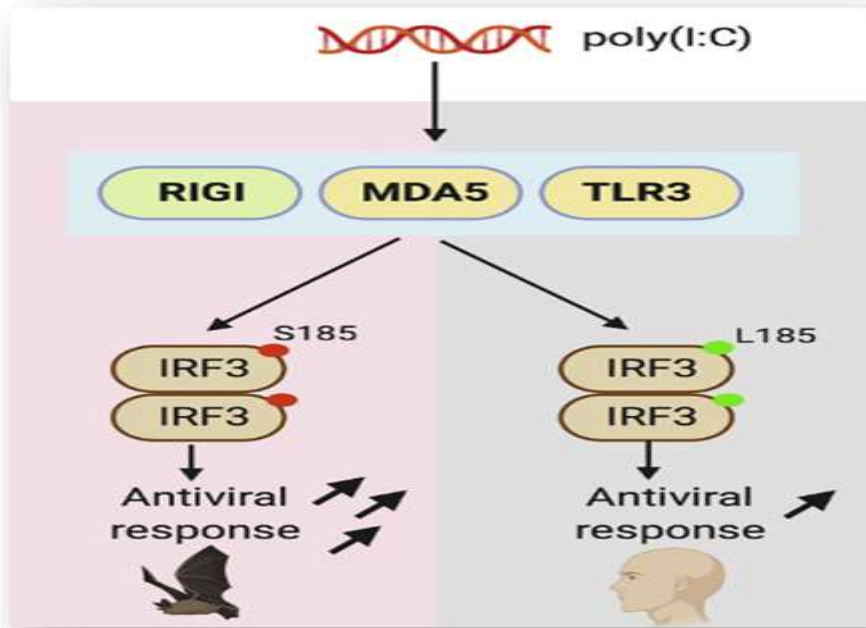 poly(I:C)
RIGI MDA5 TLR3
S185 L185
IRF3 IRF3
IRF3 IRF3
Antiviral response
Antiviral response